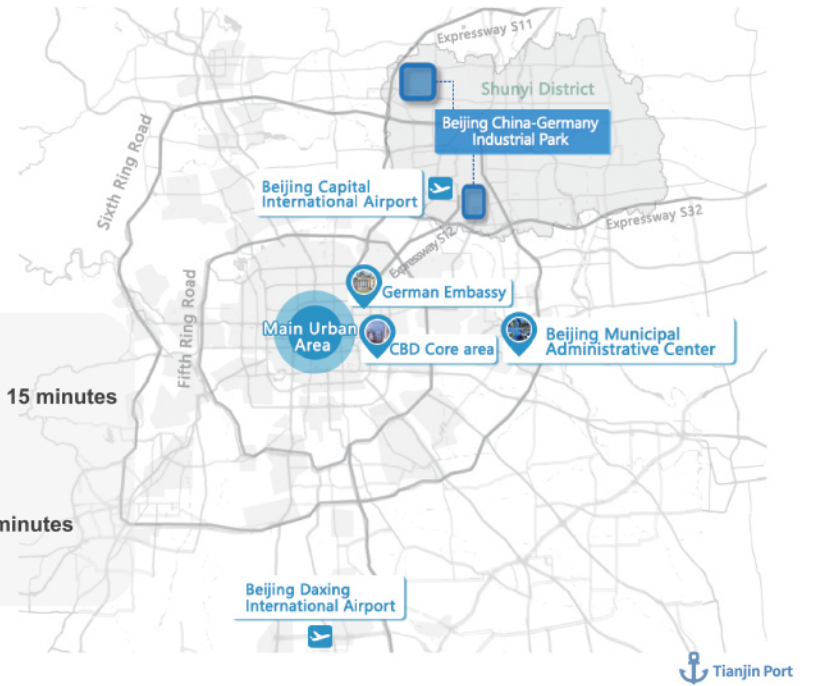 Expressway S11
Shunyi District
Beijing China-Germany
Industrial Park
Sixth Ring Road
Beijing Capital
International Airport
Expressway S32
Expressway S12
German Embassy
Fifth Ring Road
Main Urban
Area
CBD Core area
Beijing Municipal
Administrative Center
15 minutes
minutes
Beijing Daxing
International Airport
Tianjin Port